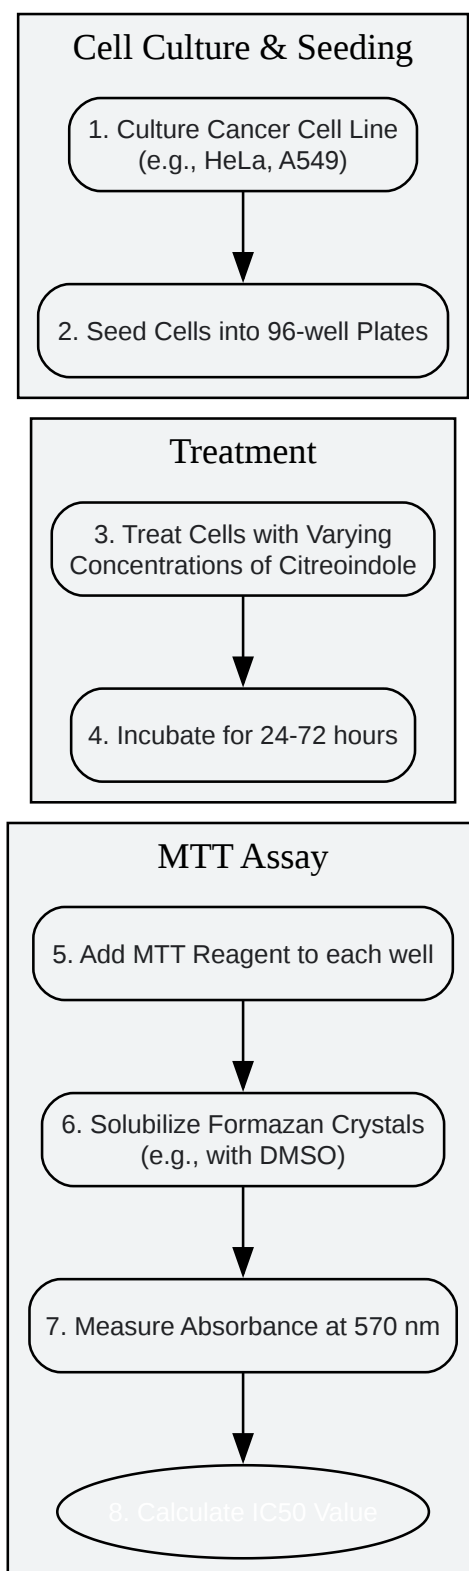 Cell Culture & Seeding
1. Culture Cancer Cell Line
(e.g., HeLa, A549)
2. Seed Cells into 96-well Plates
Treatment
3. Treat Cells with Varying
Concentrations of Citreoindole
4. Incubate for 24-72 hours
MTT Assay
5. Add MTT Reagent to each well
6. Solubilize Formazan Crystals
(e.g., with DMSO)
7. Measure Absorbance at 570 nm
8. Calculate IC50 Value